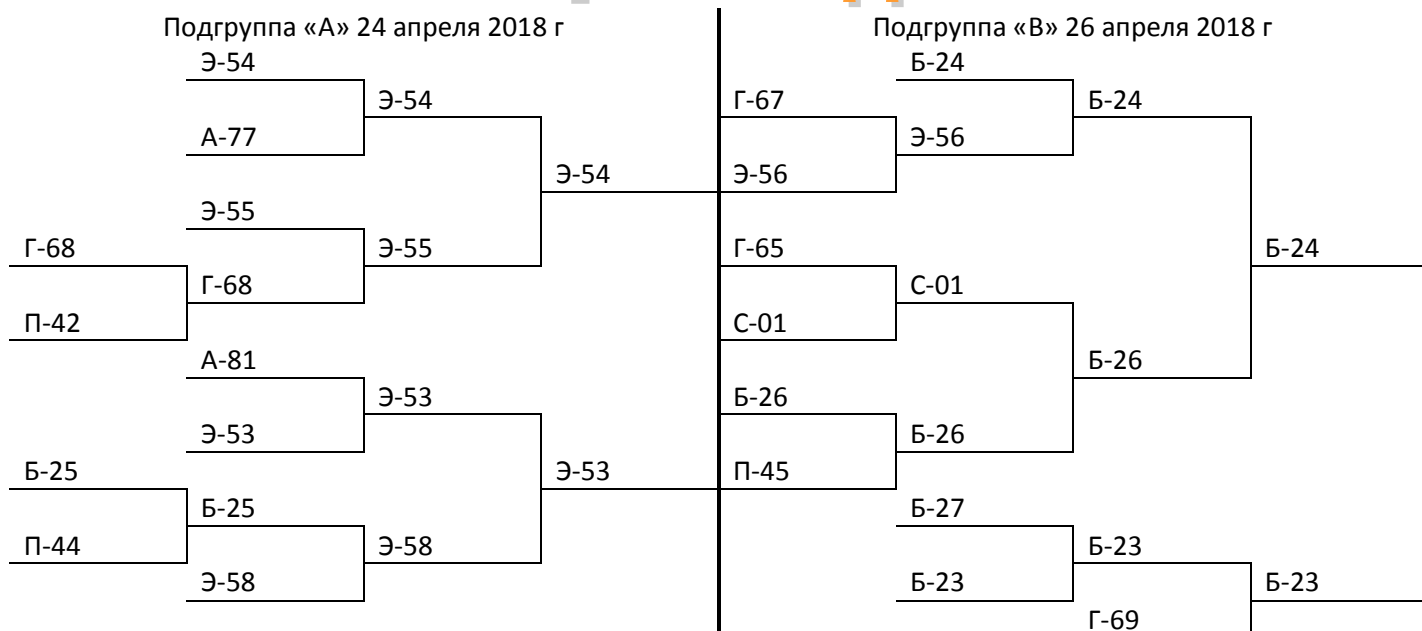 Подгруппа «А» 24 апреля 2018 г
Э-54
Э-54
А-77
Э-54
Э-55
Г-68
Э-55
Г-68
П-42
А-81
Э-53
Э-53
Б-25
Э-53
Б-25
П-44
Э-58
Э-58
Подгруппа «В» 26 апреля 2018 г
Б-24
Г-67
Б-24
Э-56
Э-56
Г-65
Б-24
С-01
С-01
Б-26
Б-26
Б-26
П-45
Б-27
Б-23
Б-23
Б-23
Г-69